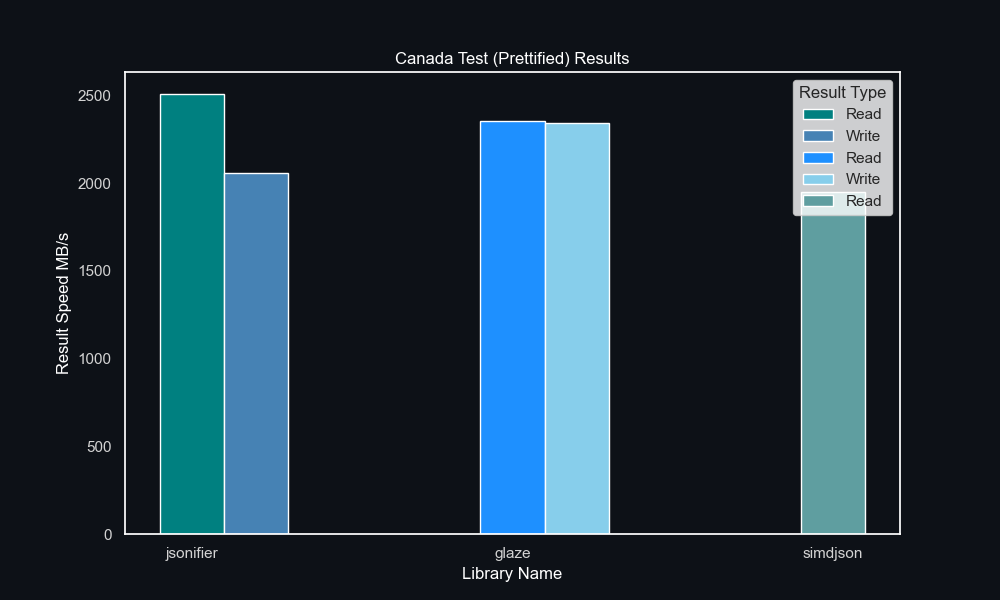 Canada Test (Prettified) Results
Result Speed MB/s
2500
2000
1500
1000
500
0
Result Type
Read
Write
Read
Write
Read
jsonifier
glaze
simdjson
Library Name